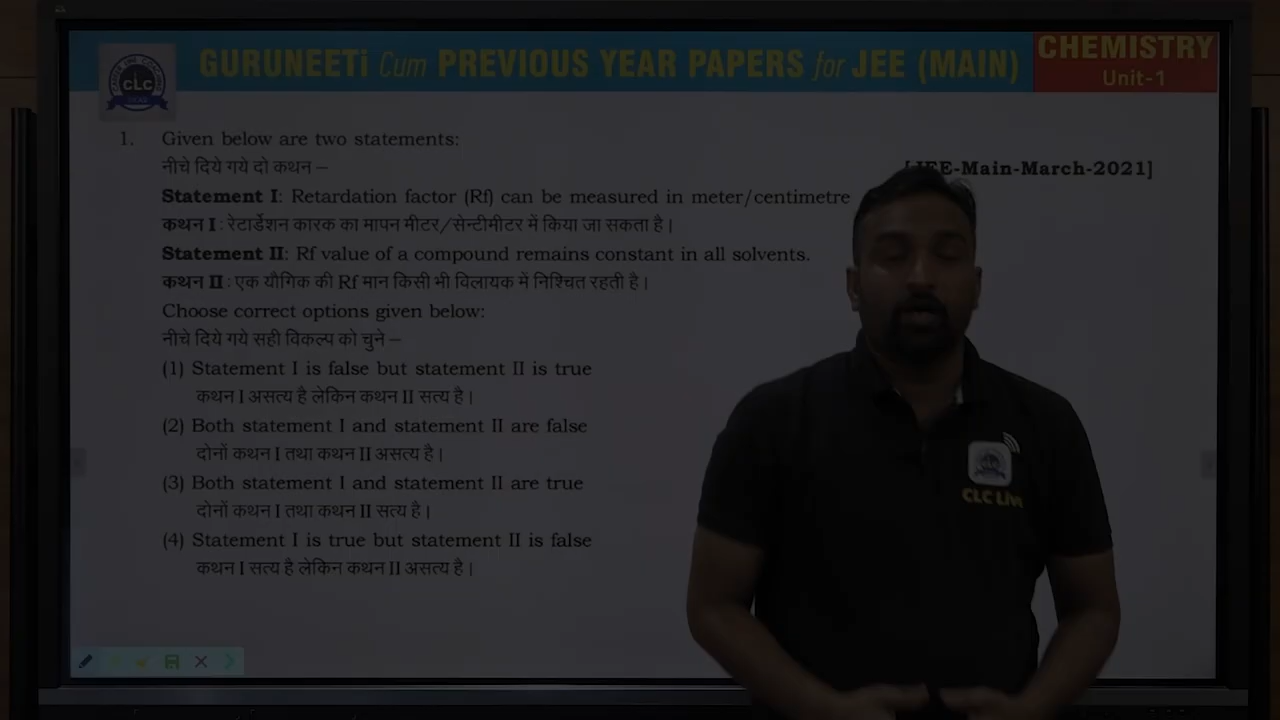 GURUNEETi Cum PREVIOUS YEAR PAPERS for JEE (MAIN)
CHEMISTRY
Unit-1
CLC
1. Given below are two statements:
नीचे दिये गये दो कथन –
[JEE-Main-March-2021]
Statement I: Retardation factor (Rf) can be measured in meter/centimetre
कथन I : रेटार्डेशन कारक का मापन मीटर/सेन्टीमीटर में किया जा सकता है।
Statement II: Rf value of a compound remains constant in all solvents.
कथन II : एक यौगिक की Rf मान किसी भी विलायक में निश्चित रहती है।
Choose correct options given below:
नीचे दिये गये सही विकल्प को चुने –
(1) Statement I is false but statement II is true
कथन I असत्य है लेकिन कथन II सत्य है।
(2) Both statement I and statement II are false
दोनों कथन I तथा कथन II असत्य है।
(3) Both statement I and statement II are true
दोनों कथन I तथा कथन II सत्य है।
(4) Statement I is true but statement II is false
कथन I सत्य है लेकिन कथन II असत्य है।
CLC Live